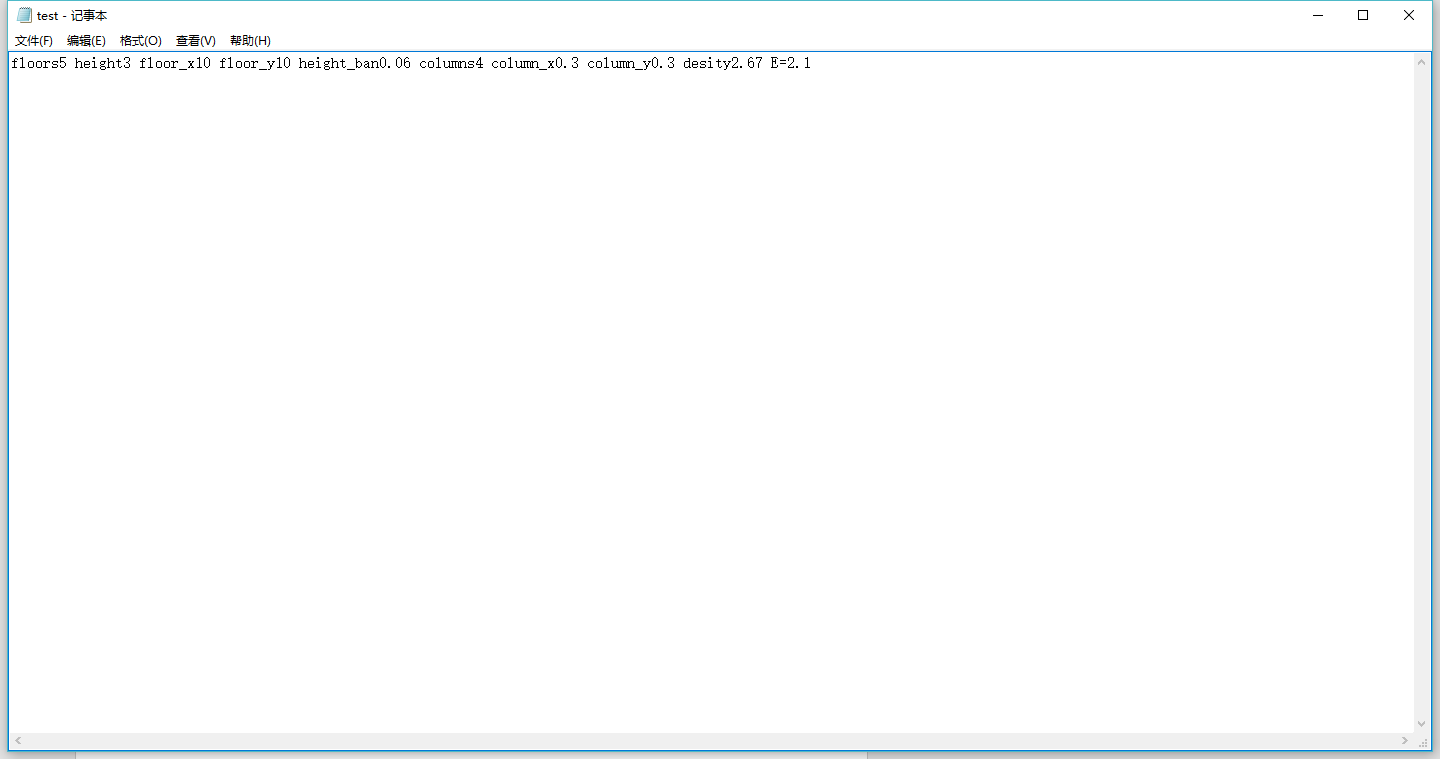 test - 记事本
文件(F) 编辑(E) 格式(O) 查看(V) 帮助(H)
floors5 height3 floor_x10 floor_y10 height_ban0.06 columns4 column_x0.3 column_y0.3 desity2.67 E=2.1